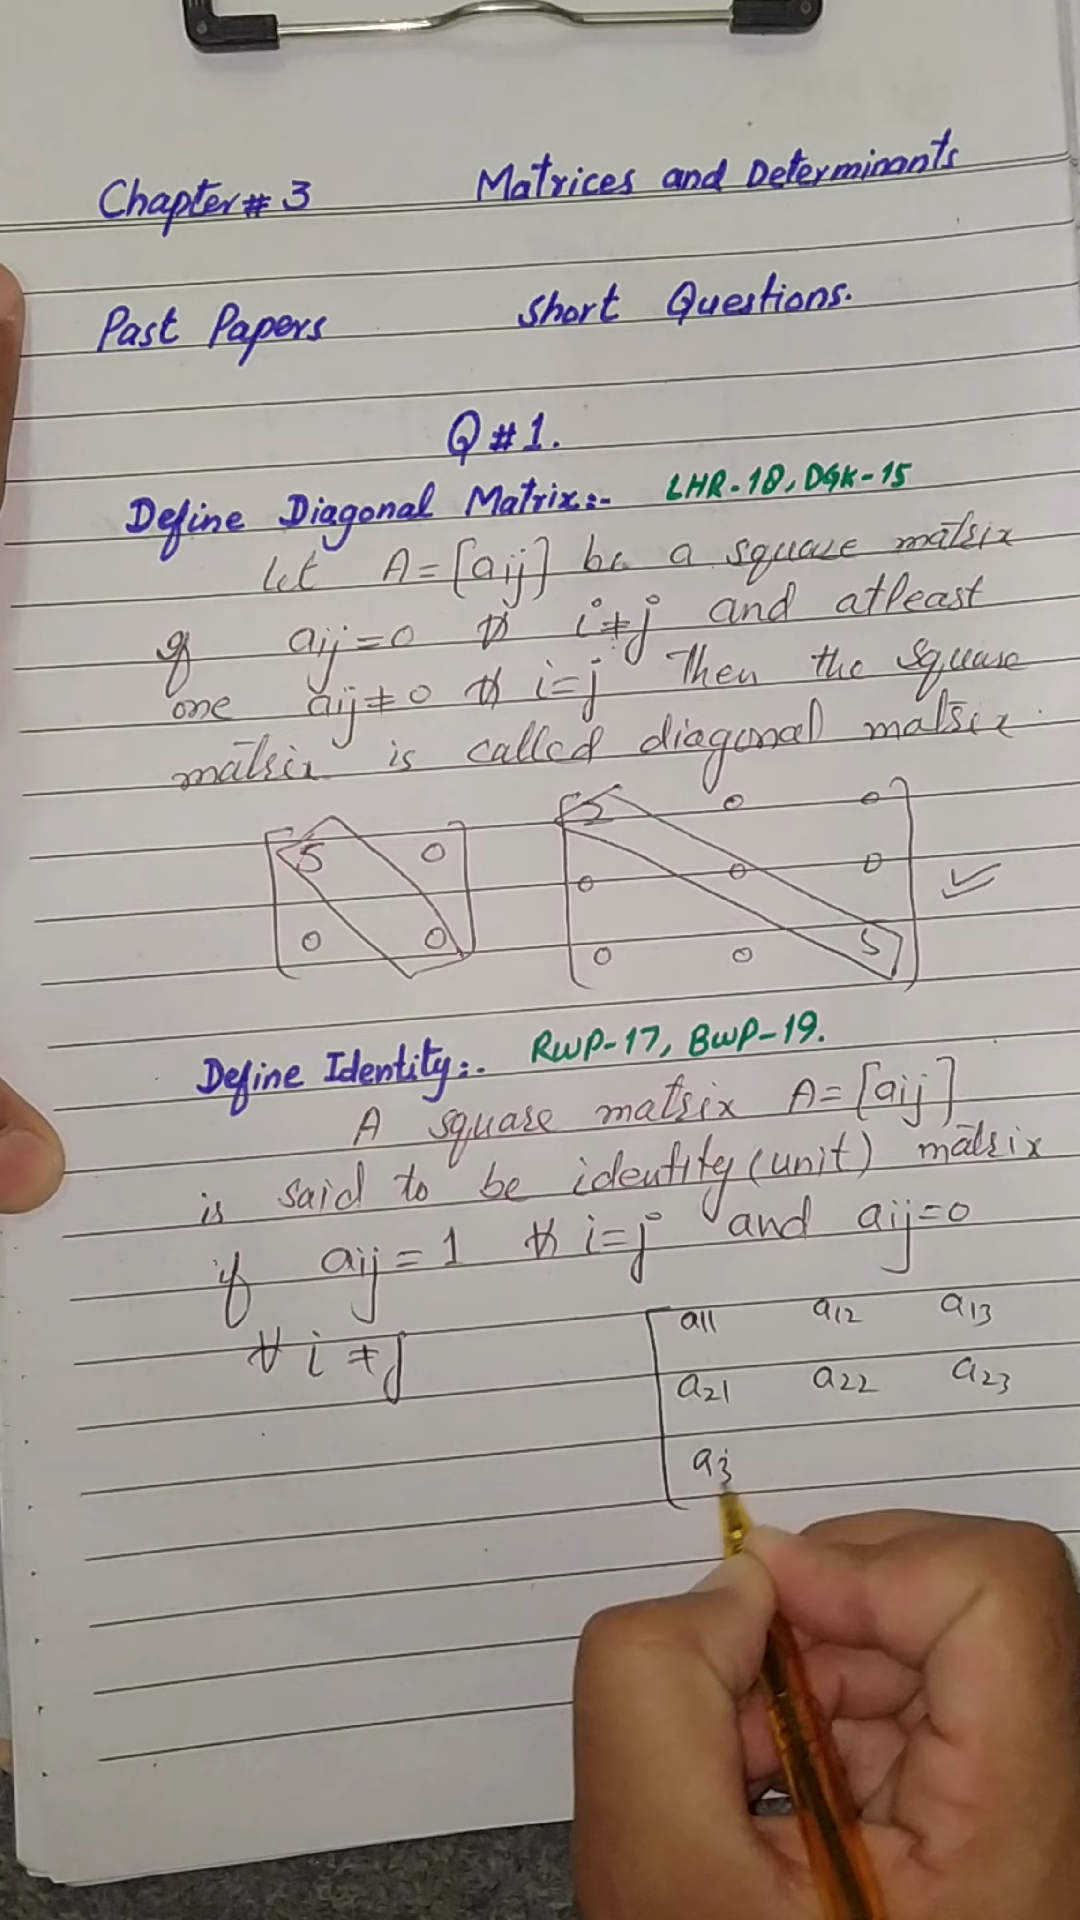 Chapter# 3 Matrices and Determinants
Past Papers Short Questions.
Q#1.
Define Diagonal Matrix:- LHR-18, DGK-15
Let A=[aij] be a square matrix
if aij=0 ∀ i≠j and atleast
one aij≠0 ∀ i=j Then the square
matrix is called diagonal matrix.
5 0
0 0
2 0 0
0 0 0
0 0 5
Define Identity:- RWP-17, BWP-19.
A square matrix A=[aij]
is said to be identity (unit) matrix
if aij=1 ∀ i=j and aij=0
∀ i≠j
a11 a12 a13
a21 a22 a23
a3